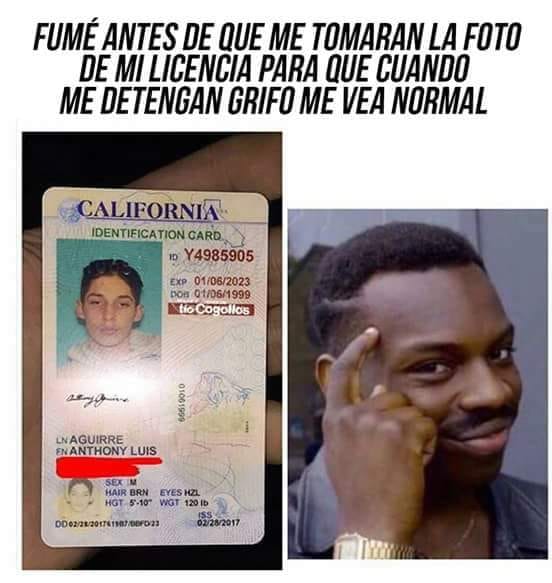 FUMÉ ANTES DE QUE ME TOMARAN LA FOTO
DE MI LICENCIA PARA QUE CUANDO
ME DETENGAN GRIFO ME VEA NORMAL
CALIFORNIA
IDENTIFICATION CARD
ID Y4985905
EXP 01/06/2023
DOB 01/06/1999
tío Cogollos
01061999
LN AGUIRRE
FN ANTHONY LUIS
SEX M
HAIR BRN EYES HZL
HGT 5'-10" WGT 120 lb
ISS
02/28/2017